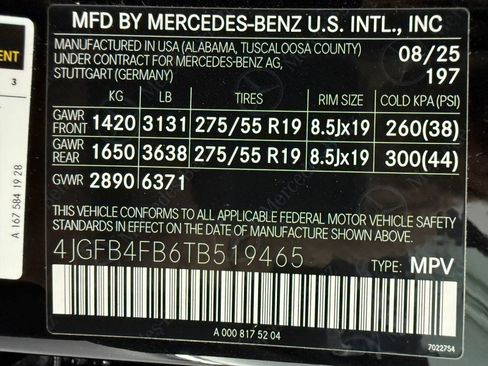 MFD BY MERCEDES-BENZ U.S. INTL., INC
MANUFACTURED IN USA (ALABAMA, TUSCALOOSA COUNTY)
UNDER CONTRACT FOR MERCEDES-BENZ AG,
STUTTGART (GERMANY)
08/25
197
KG LB TIRES RIM SIZE COLD KPA (PSI)
GAWR FRONT 1420 3131 275/55 R19 8.5Jx19 260(38)
GAWR REAR 1650 3638 275/55 R19 8.5Jx19 300(44)
GVWR 2890 6371
THIS VEHICLE CONFORMS TO ALL APPLICABLE FEDERAL MOTOR VEHICLE SAFETY
STANDARDS IN EFFECT ON DATE OF MANUFACTURE SHOWN ABOVE.
4JGFB4FB6TB519465
TYPE: MPV
A 000 817 52 04
7022754
3
A 167 584 19 28